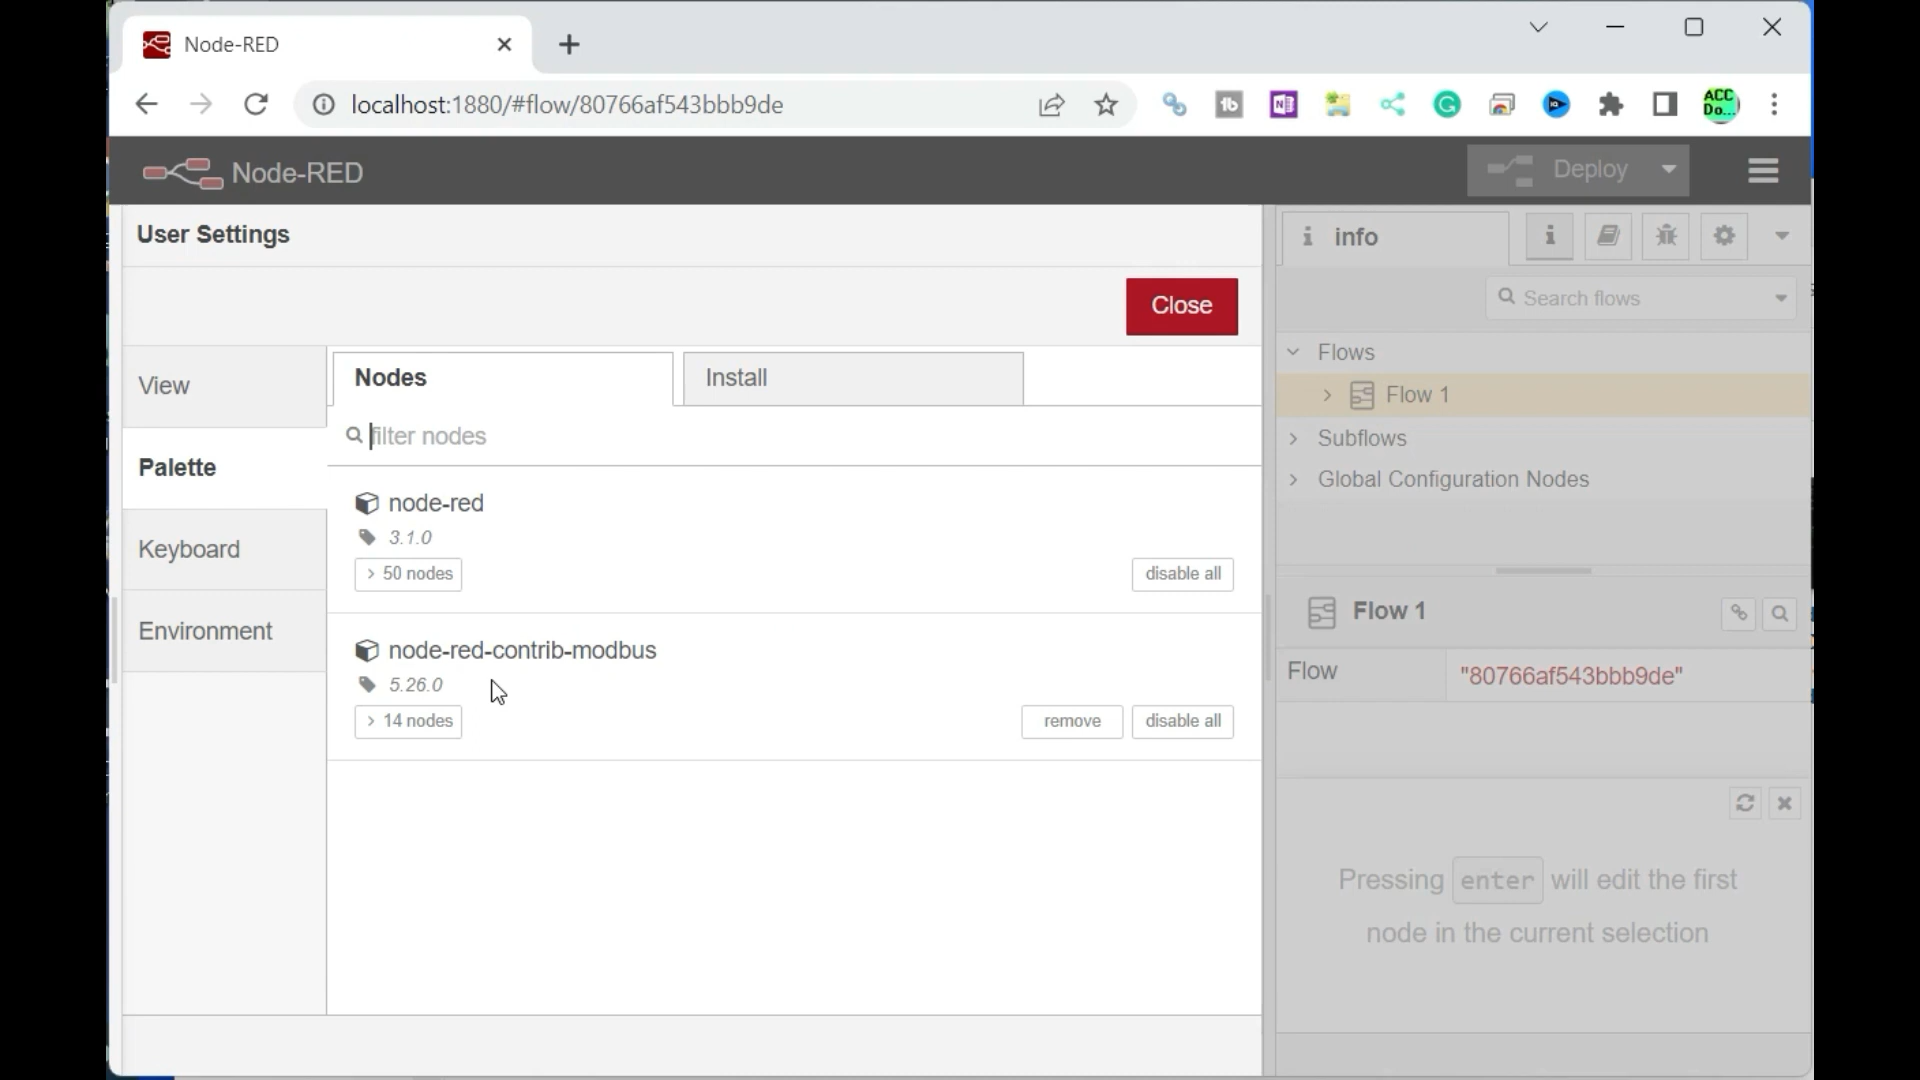 Node-RED
localhost:1880/#flow/80766af543bbb9de
ACC
Do...
Node-RED
Deploy
User Settings
info
Close
Search flows
View
Nodes
Install
Flows
Flow 1
filter nodes
Subflows
Palette
Global Configuration Nodes
node-red
3.1.0
Keyboard
50 nodes
disable all
Flow 1
Environment
node-red-contrib-modbus
Flow
"80766af543bbb9de"
5.26.0
14 nodes
remove
disable all
Pressing enter will edit the first
node in the current selection